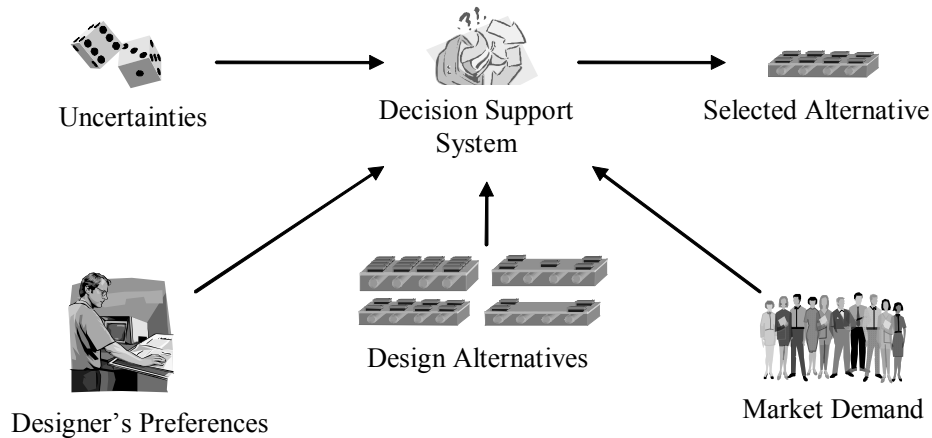 ?!?
Uncertainties
Decision Support
System
Selected Alternative
Design Alternatives
Designer’s Preferences
Market Demand